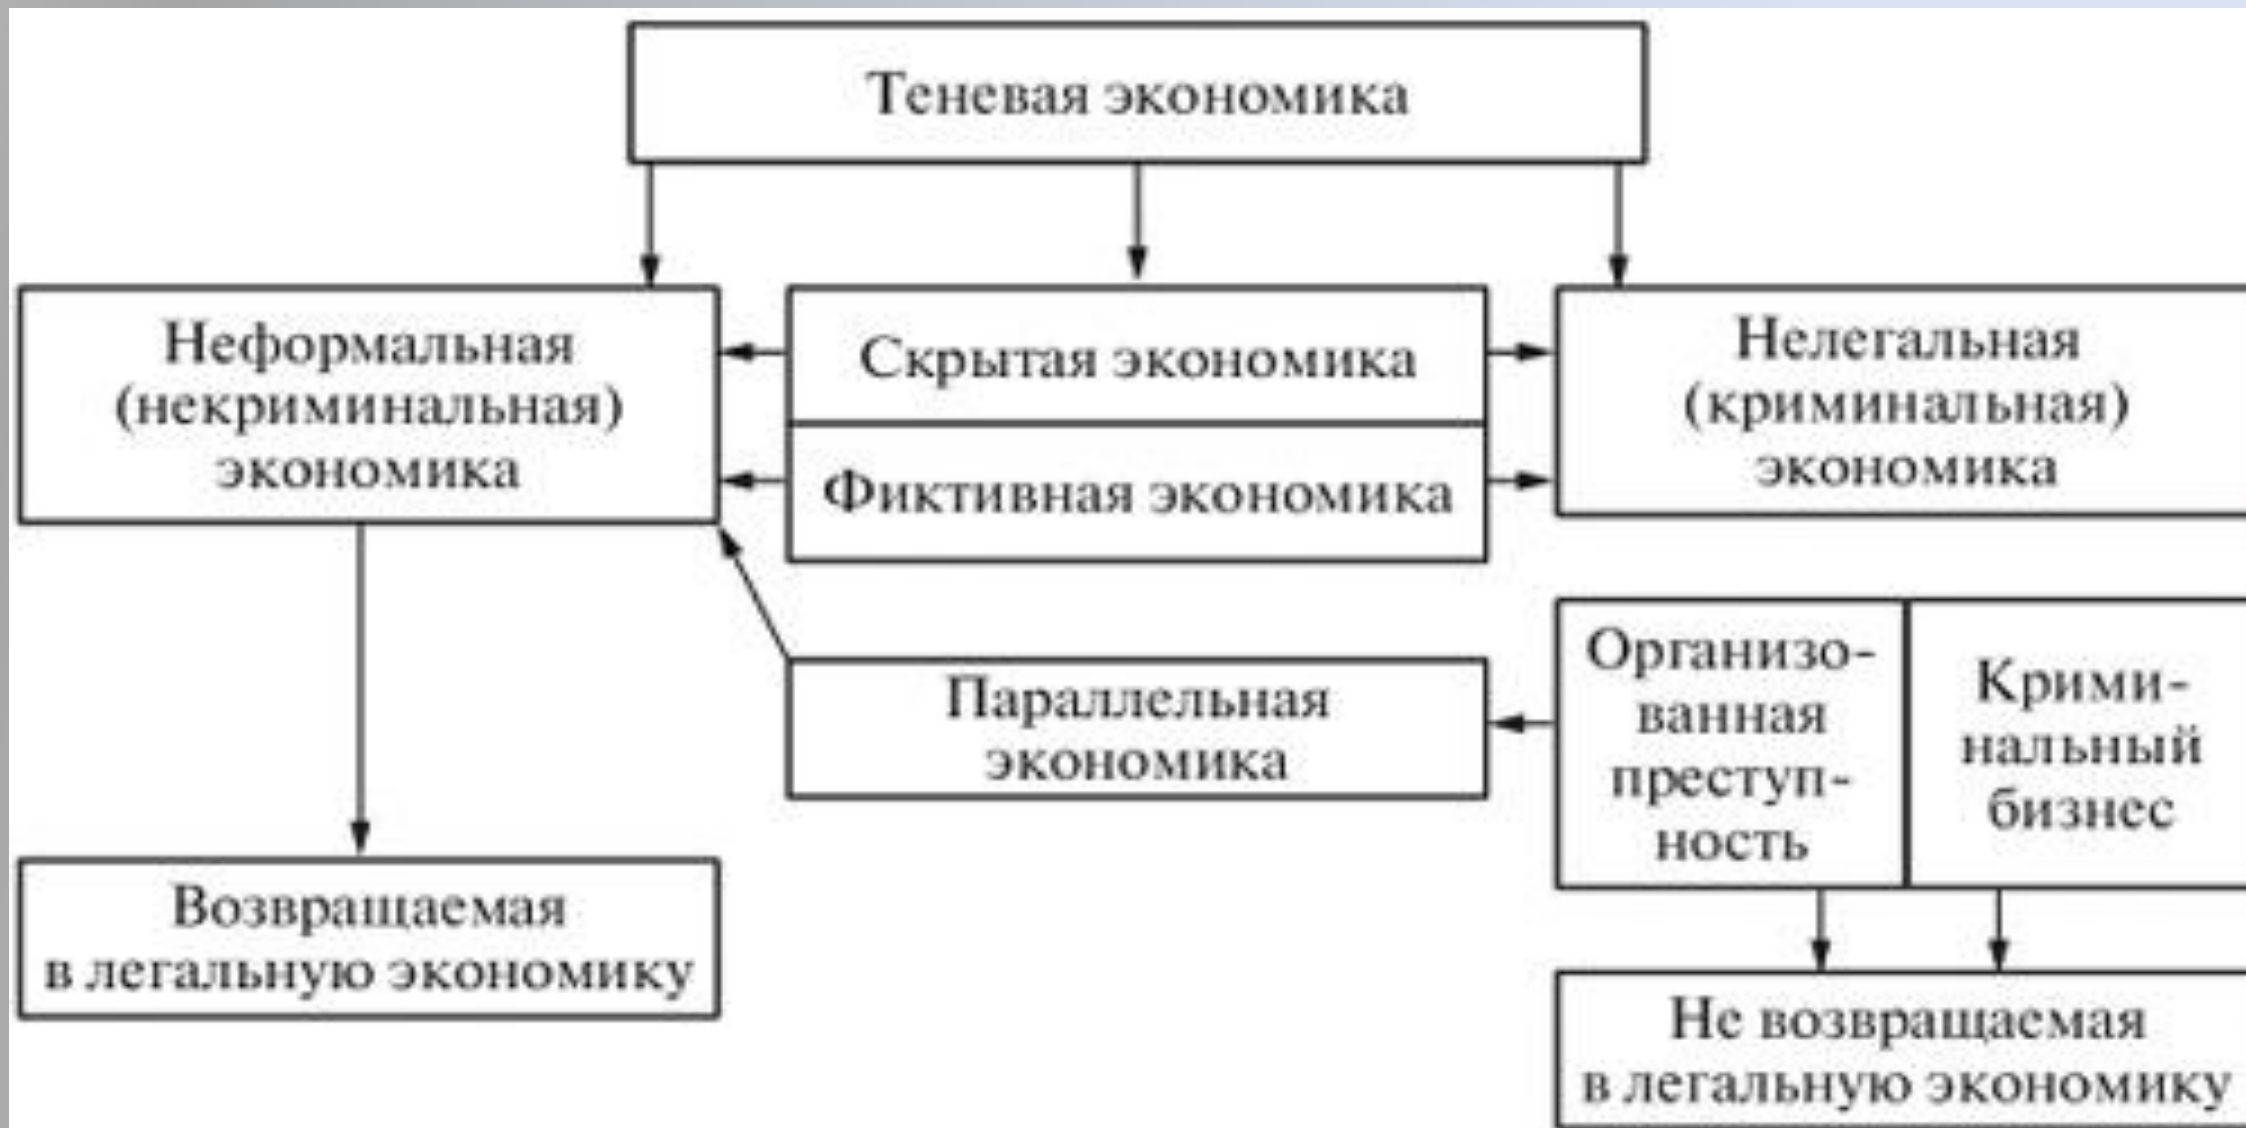 Теневая экономика
Неформальная
(некриминальная)
экономика
Скрытая экономика
Фиктивная экономика
Нелегальная
(криминальная)
экономика
Параллельная
экономика
Организо-
ванная
преступ-
ность
Крими-
нальный
бизнес
Возвращаемая
в легальную экономику
Не возвращаемая
в легальную экономику